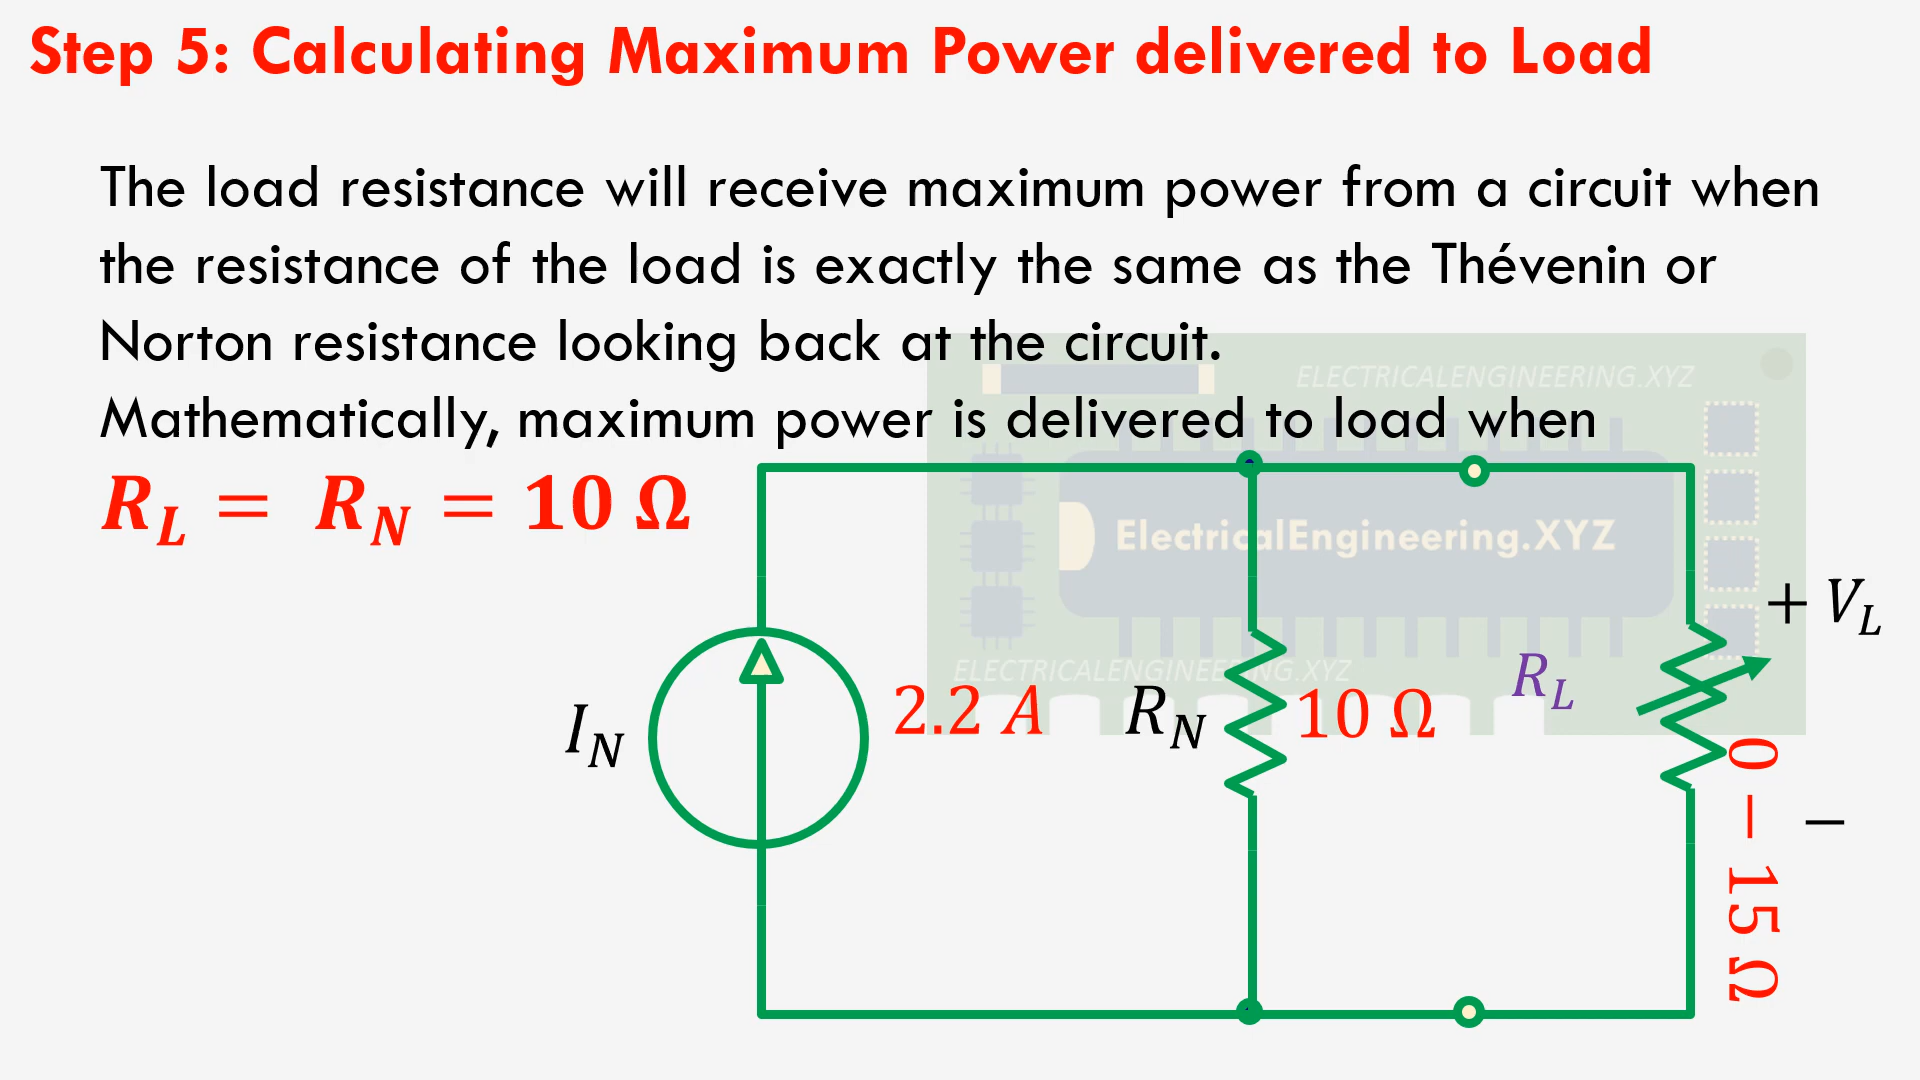 Step 5: Calculating Maximum Power delivered to Load
The load resistance will receive maximum power from a circuit when
the resistance of the load is exactly the same as the Thévenin or
Norton resistance looking back at the circuit.
ELECTRICALENGINEERING.XYZ
Mathematically, maximum power is delivered to load when
R_L = R_N = 10 Ω
ElectricalEngineering.XYZ
+ V_L
ELECTRICALENGINEERING.XYZ
R_L
I_N
2.2 A
R_N
10 Ω
0 – 15 Ω
–